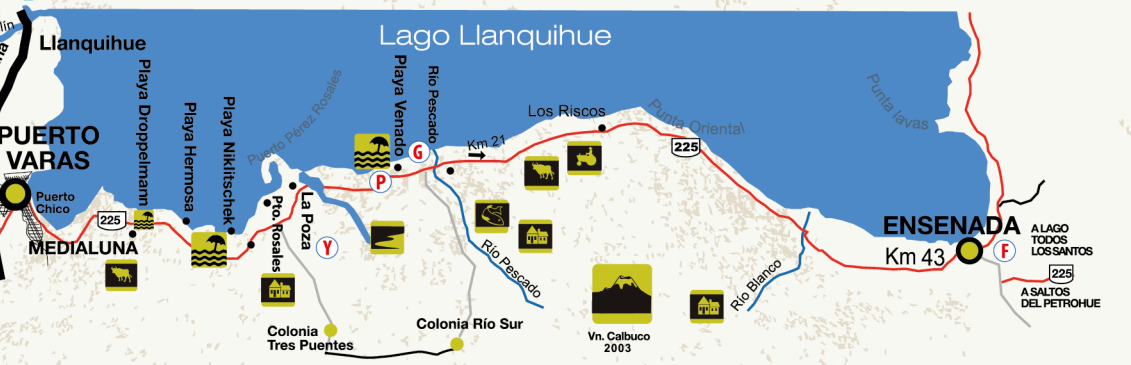 Lago Llanquihue
Llanquihue
PUERTO
VARAS
Puerto
Chico
225
MEDIALUNA
Playa Droppelmann
Playa Hermosa
Playa Niklitschek
Puerto Pérez Rosales
Pto. Rosales
La Poza
Y
P
G
Playa Venado
Río Pescado
Km 21
Los Riscos
Punta Oriental
225
Punta lavas
Río Pescado
Colonia
Tres Puentes
Colonia Río Sur
Vn. Calbuco
2003
Río Blanco
ENSENADA
Km 43
F
A LAGO
TODOS
LOS SANTOS
225
A SALTOS
DEL PETROHUE